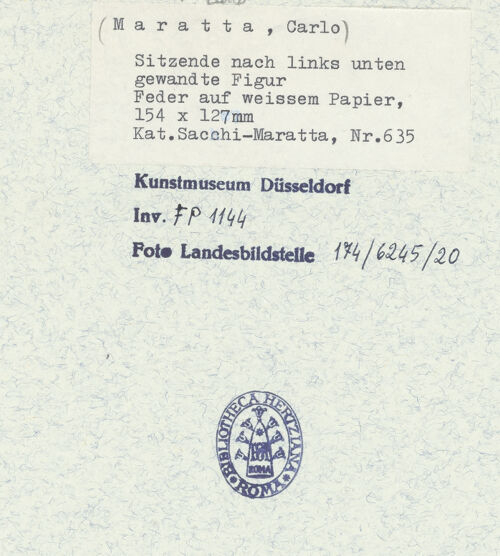 (M a r a t t a , Carlo)
Sitzende nach links unten
gewandte Figur
Feder auf weissem Papier,
154 x 127mm
Kat.Sacchi-Maratta, Nr.635
Kunstmuseum Düsseldorf
Inv. FP 1144
Foto Landesbildstelle 174/6245/20
BIBLIOTHECA HERTZIANA
ROMA
ROMA